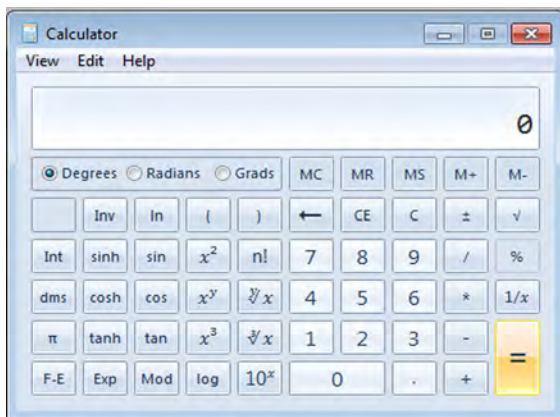 Calculator
View Edit Help
0
Degrees Radians Grads MC MR MS M+ M-
Inv ln ( ) ← CE C ± √
Int sinh sin x² n! 7 8 9 / %
dms cosh cos xʸ ʸ√x 4 5 6 * 1/x
π tanh tan x³ ³√x 1 2 3 - =
F-E Exp Mod log 10ˣ 0 . +